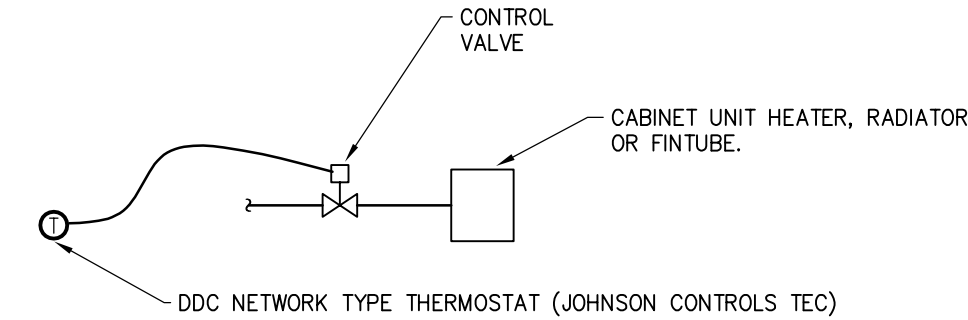 CONTROL
VALVE
CABINET UNIT HEATER, RADIATOR
OR FINTUBE.
T
DDC NETWORK TYPE THERMOSTAT (JOHNSON CONTROLS TEC)